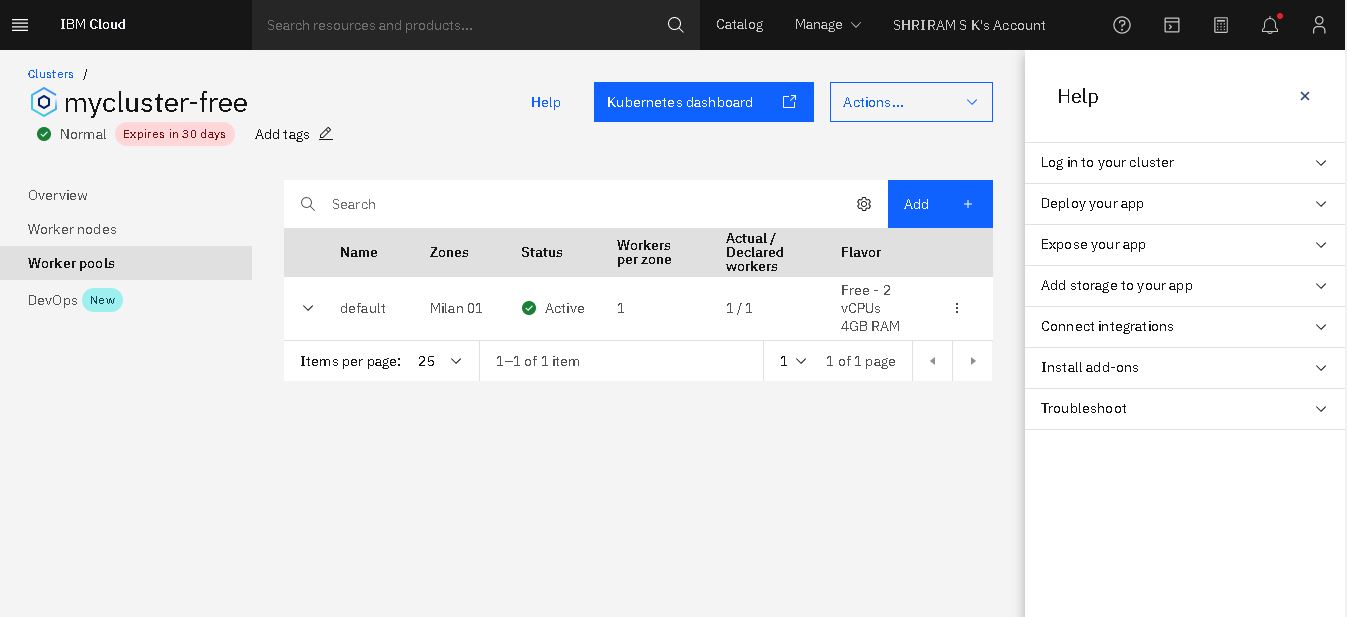 IBM Cloud
Search resources and products...
Catalog
Manage
SHRIRAM S K's Account
Clusters /
mycluster-free
Normal
Expires in 30 days
Add tags
Help
Kubernetes dashboard
Actions...
Overview
Worker nodes
Worker pools
DevOps
New
Search
Add +
Name
Zones
Status
Workers
per zone
Actual /
Declared
workers
Flavor
default
Milan 01
Active
1
1 / 1
Free - 2
vCPUs
4GB RAM
Items per page:
25
1–1 of 1 item
1
1 of 1 page
Help
Log in to your cluster
Deploy your app
Expose your app
Add storage to your app
Connect integrations
Install add-ons
Troubleshoot